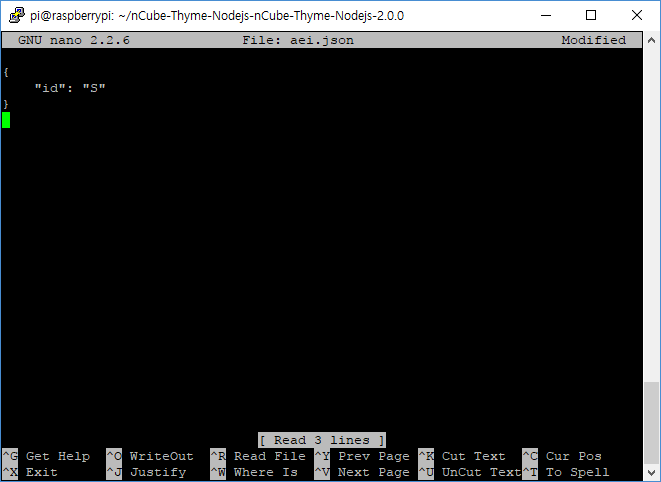 pi@raspberrypi: ~/nCube-Thyme-Nodejs-nCube-Thyme-Nodejs-2.0.0
GNU nano 2.2.6 File: aei.json Modified
{
"id": "S"
}
[ Read 3 lines ]
^G Get Help ^O WriteOut ^R Read File ^Y Prev Page ^K Cut Text ^C Cur Pos
^X Exit ^J Justify ^W Where Is ^V Next Page ^U UnCut Text ^T To Spell